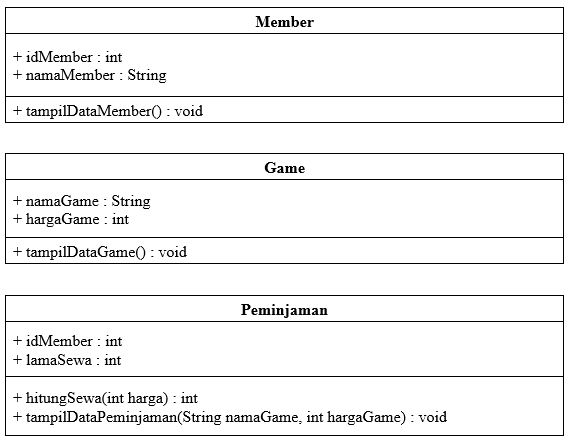 Member
+ idMember : int
+ namaMember : String
+ tampilDataMember() : void
Game
+ namaGame : String
+ hargaGame : int
+ tampilDataGame() : void
Peminjaman
+ idMember : int
+ lamaSewa : int
+ hitungSewa(int harga) : int
+ tampilDataPeminjaman(String namaGame, int hargaGame) : void